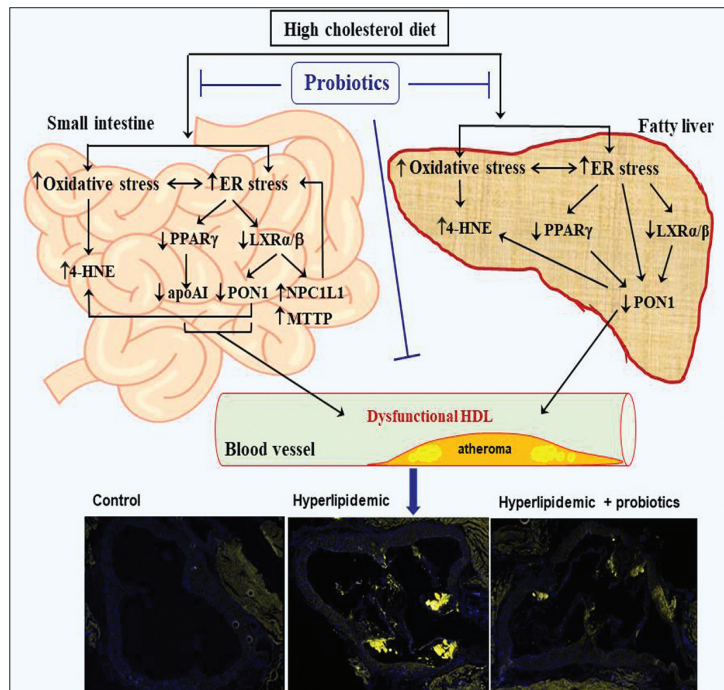 High cholesterol diet
Probiotics
Small intestine
↑Oxidative stress ↔ ↑ER stress
↓PPARγ ↓LXRα/β
↑4-HNE
↓apoAI ↓PON1 ↑NPC1L1
↑MTTP
Fatty liver
↑Oxidative stress ↔ ↑ER stress
↑4-HNE ↓PPARγ ↓LXRα/β
↓PON1
Dysfunctional HDL
Blood vessel
atheroma
Control
Hyperlipidemic
Hyperlipidemic + probiotics